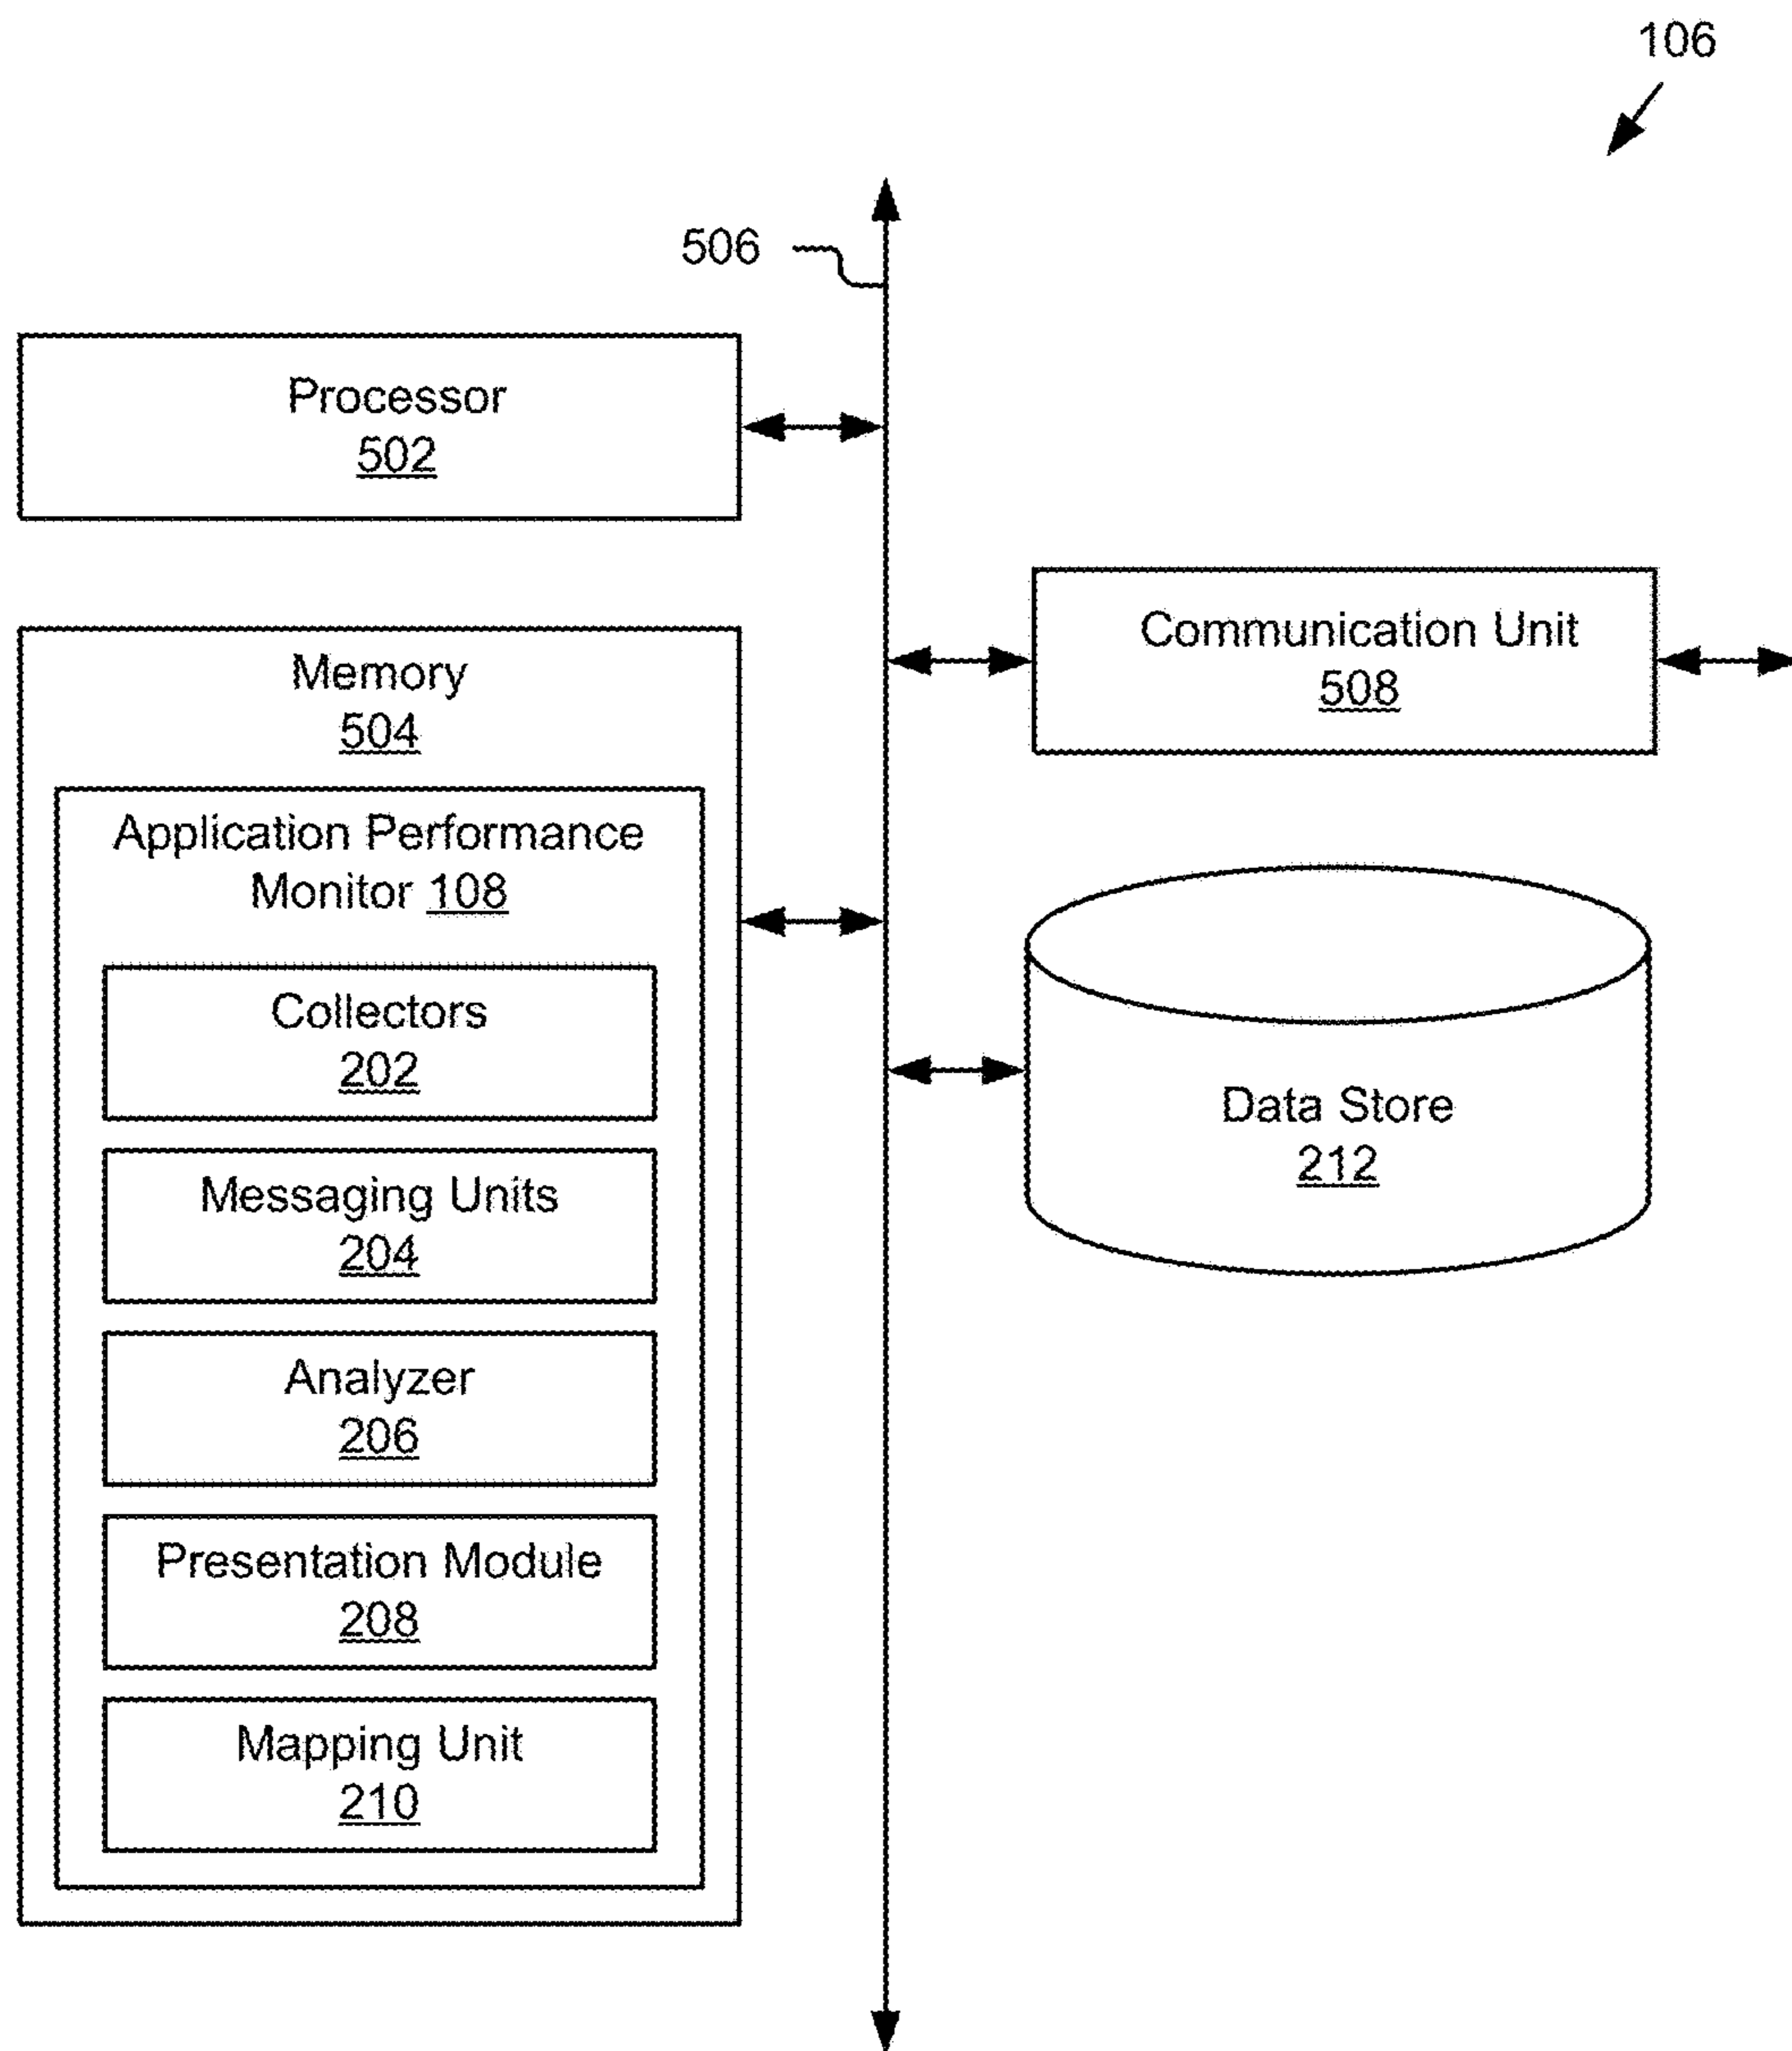 106
506
Processor
502
Memory
504
Application Performance
Monitor 108
Collectors
202
Messaging Units
204
Analyzer
206
Presentation Module
208
Mapping Unit
210
Communication Unit
508
Data Store
212